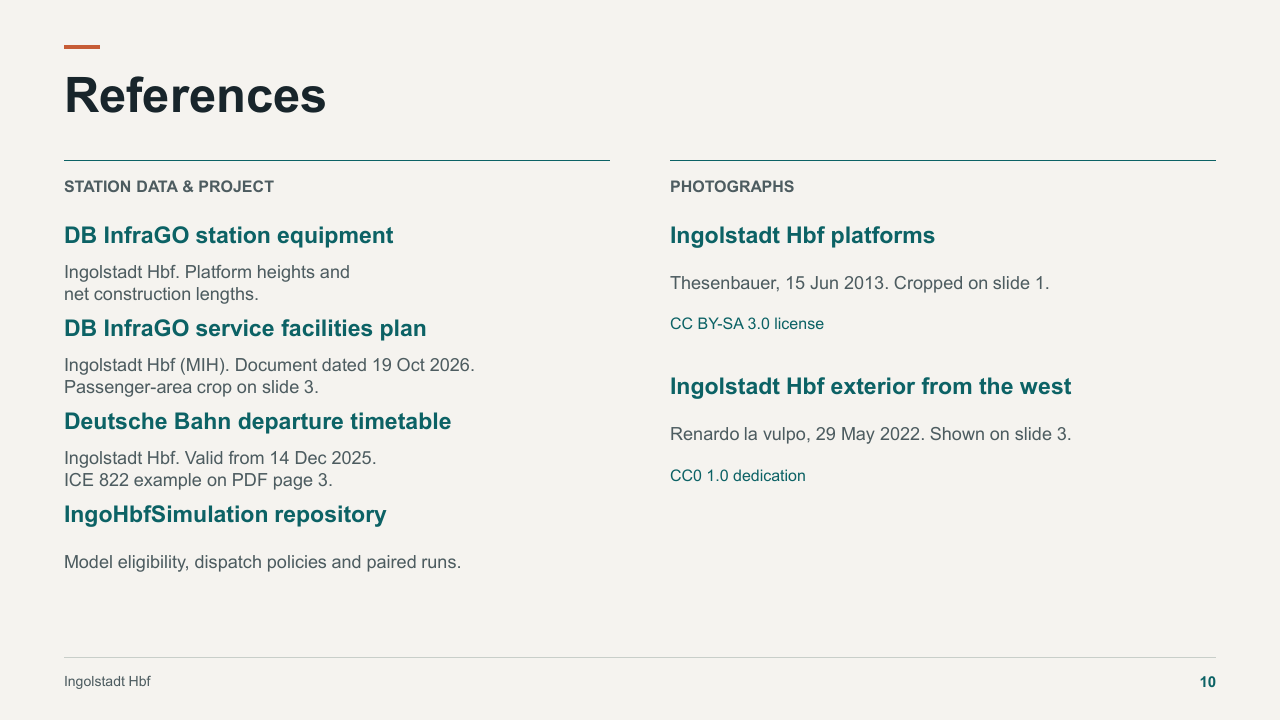 References
STATION DATA & PROJECT
DB InfraGO station equipment
Ingolstadt Hbf. Platform heights and
net construction lengths.
DB InfraGO service facilities plan
Ingolstadt Hbf (MIH). Document dated 19 Oct 2026.
Passenger-area crop on slide 3.
Deutsche Bahn departure timetable
Ingolstadt Hbf. Valid from 14 Dec 2025.
ICE 822 example on PDF page 3.
IngoHbfSimulation repository
Model eligibility, dispatch policies and paired runs.
PHOTOGRAPHS
Ingolstadt Hbf platforms
Thesenbauer, 15 Jun 2013. Cropped on slide 1.
CC BY-SA 3.0 license
Ingolstadt Hbf exterior from the west
Renardo la vulpo, 29 May 2022. Shown on slide 3.
CC0 1.0 dedication
Ingolstadt Hbf
10